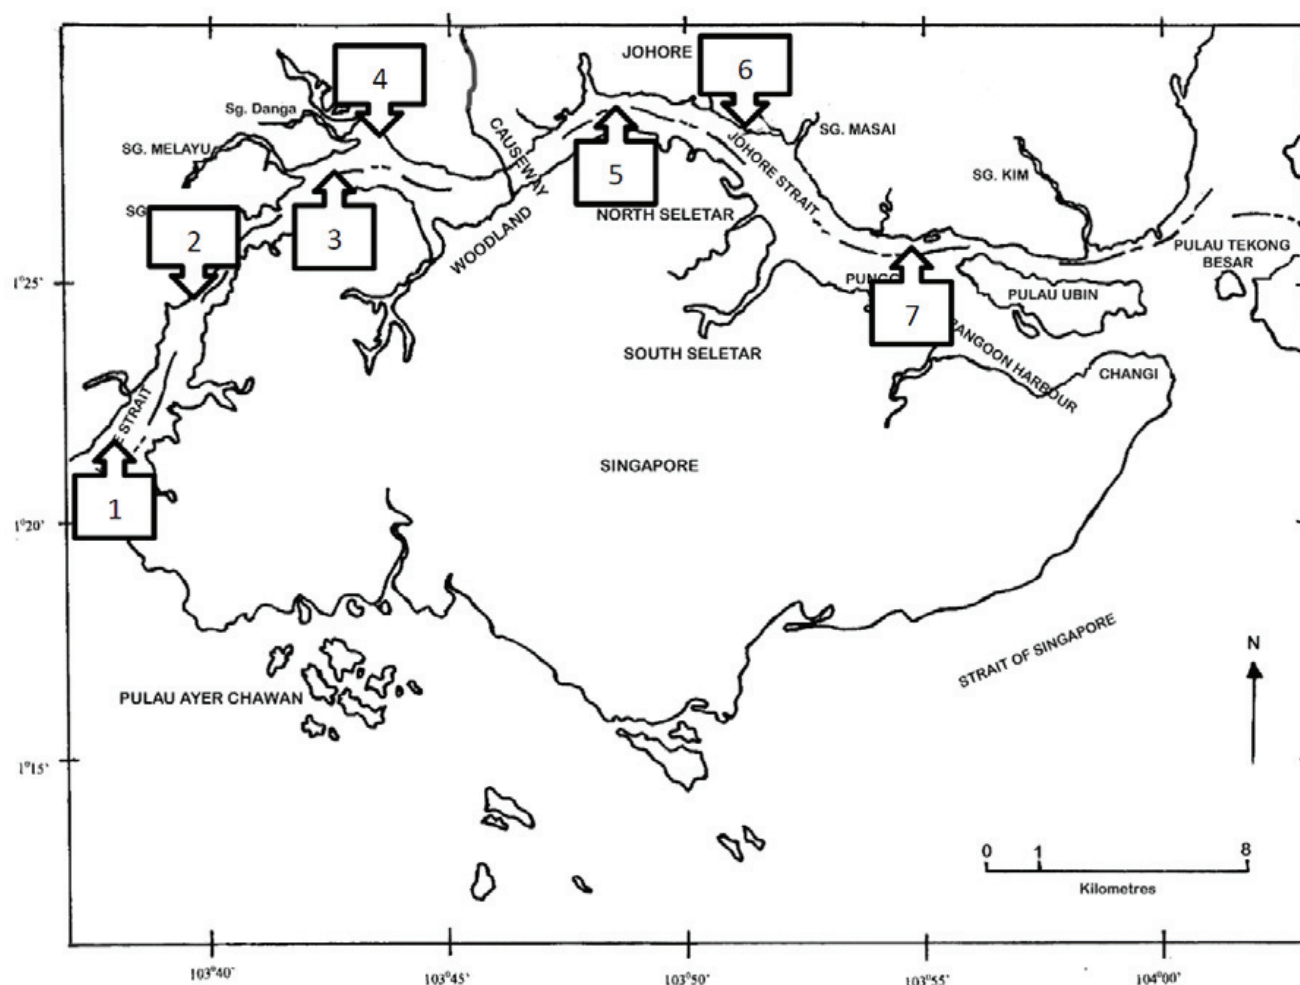 JOHORE
4
6
Sg. Danga
SG. MELAYU
CAUSEWAY
JOHORE STRAIT
SG. MASAI
SG. KIM
5
NORTH SELETAR
SG
2
3
WOODLAND
PULAU TEKONG
BESAR
1°25'
PULAU UBIN
7
SOUTH SELETAR
HARBOUR
CHANGI
STRAIT
SINGAPORE
1
1°20'
STRAIT OF SINGAPORE
N
PULAU AYER CHAWAN
1°15'
0 1 8
Kilometres
103°40'
103°45'
103°50'
103°55'
104°00'